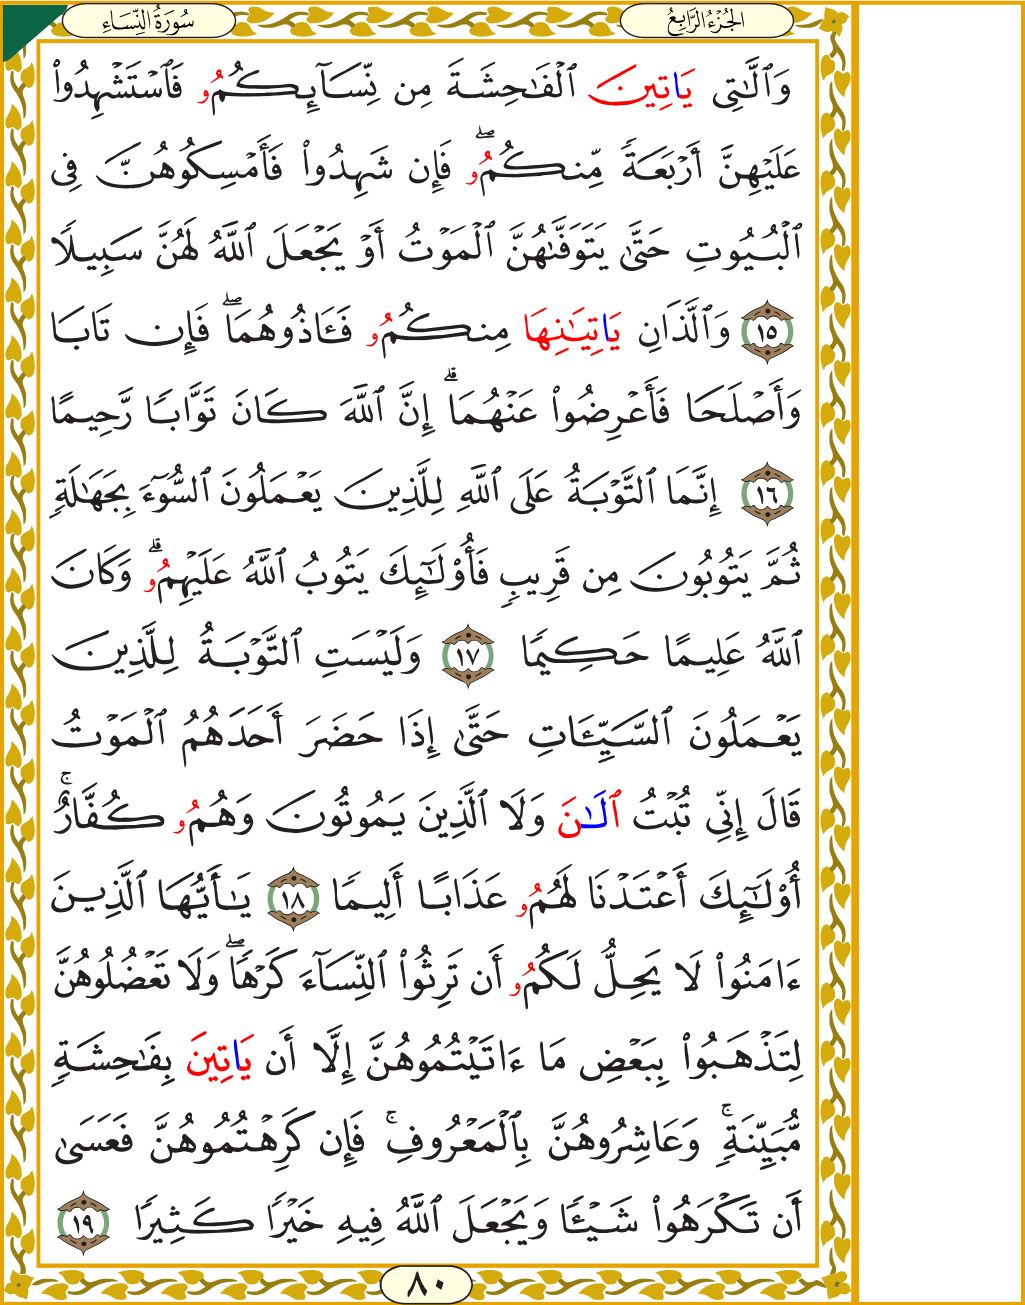 الجُزْءُ الرَّابِعُ
سُورَةُ النِّسَاءِ
وَٱلَّٰتِى يَاتِينَ ٱلْفَٰحِشَةَ مِن نِّسَآئِكُمُۥ فَٱسْتَشْهِدُوا۟
عَلَيْهِنَّ أَرْبَعَةً مِّنكُمُۥۖ فَإِن شَهِدُوا۟ فَأَمْسِكُوهُنَّ فِى
ٱلْبُيُوتِ حَتَّىٰ يَتَوَفَّىٰهُنَّ ٱلْمَوْتُ أَوْ يَجْعَلَ ٱللَّهُ لَهُنَّ سَبِيلًا
١٥ وَٱلَّذَانِ يَاتِيَٰنِهَا مِنكُمُۥ فَـَٔاذُوهُمَاۖ فَإِن تَابَا
وَأَصْلَحَا فَأَعْرِضُوا۟ عَنْهُمَاۗ إِنَّ ٱللَّهَ كَانَ تَوَّابًا رَّحِيمًا
١٦ إِنَّمَا ٱلتَّوْبَةُ عَلَى ٱللَّهِ لِلَّذِينَ يَعْمَلُونَ ٱلسُّوٓءَ بِجَهَٰلَةٍ
ثُمَّ يَتُوبُونَ مِن قَرِيبٍ فَأُو۟لَٰٓئِكَ يَتُوبُ ٱللَّهُ عَلَيْهِمُۥۗ وَكَانَ
ٱللَّهُ عَلِيمًا حَكِيمًا ١٧ وَلَيْسَتِ ٱلتَّوْبَةُ لِلَّذِينَ
يَعْمَلُونَ ٱلسَّيِّـَٔاتِ حَتَّىٰ إِذَا حَضَرَ أَحَدَهُمُ ٱلْمَوْتُ
قَالَ إِنِّى تُبْتُ ٱلَٰنَ وَلَا ٱلَّذِينَ يَمُوتُونَ وَهُمُۥ كُفَّارٌۚ
أُو۟لَٰٓئِكَ أَعْتَدْنَا لَهُمُۥ عَذَابًا أَلِيمًا ١٨ يَٰٓأَيُّهَا ٱلَّذِينَ
ءَامَنُوا۟ لَا يَحِلُّ لَكُمُۥ أَن تَرِثُوا۟ ٱلنِّسَآءَ كَرْهًاۖ وَلَا تَعْضُلُوهُنَّ
لِتَذْهَبُوا۟ بِبَعْضِ مَا ءَاتَيْتُمُوهُنَّ إِلَّا أَن يَاتِينَ بِفَٰحِشَةٍ
مُّبَيِّنَةٍۚ وَعَاشِرُوهُنَّ بِٱلْمَعْرُوفِۚ فَإِن كَرِهْتُمُوهُنَّ فَعَسَىٰ
أَن تَكْرَهُوا۟ شَيْـًٔا وَيَجْعَلَ ٱللَّهُ فِيهِ خَيْرًا كَثِيرًا ١٩
٨٠